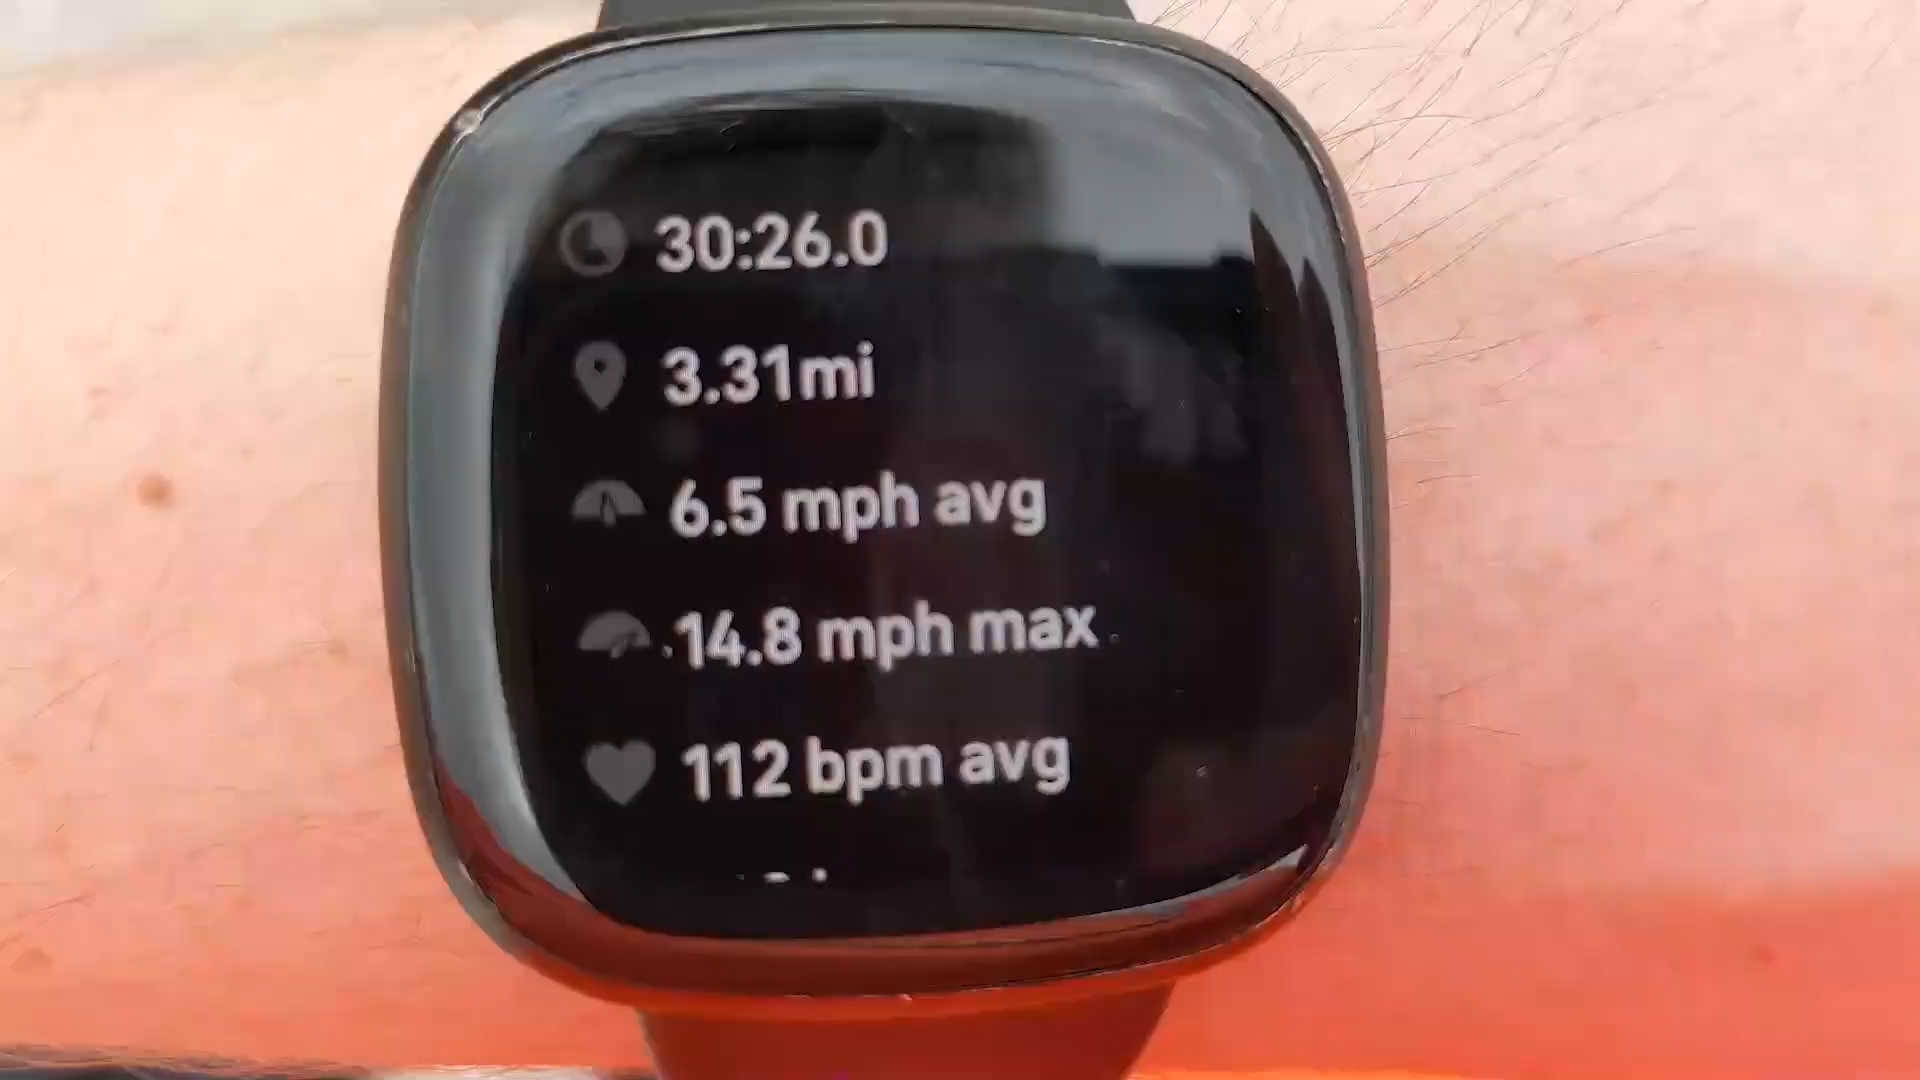 30:26.0
3.31mi
6.5 mph avg
14.8 mph max
112 bpm avg